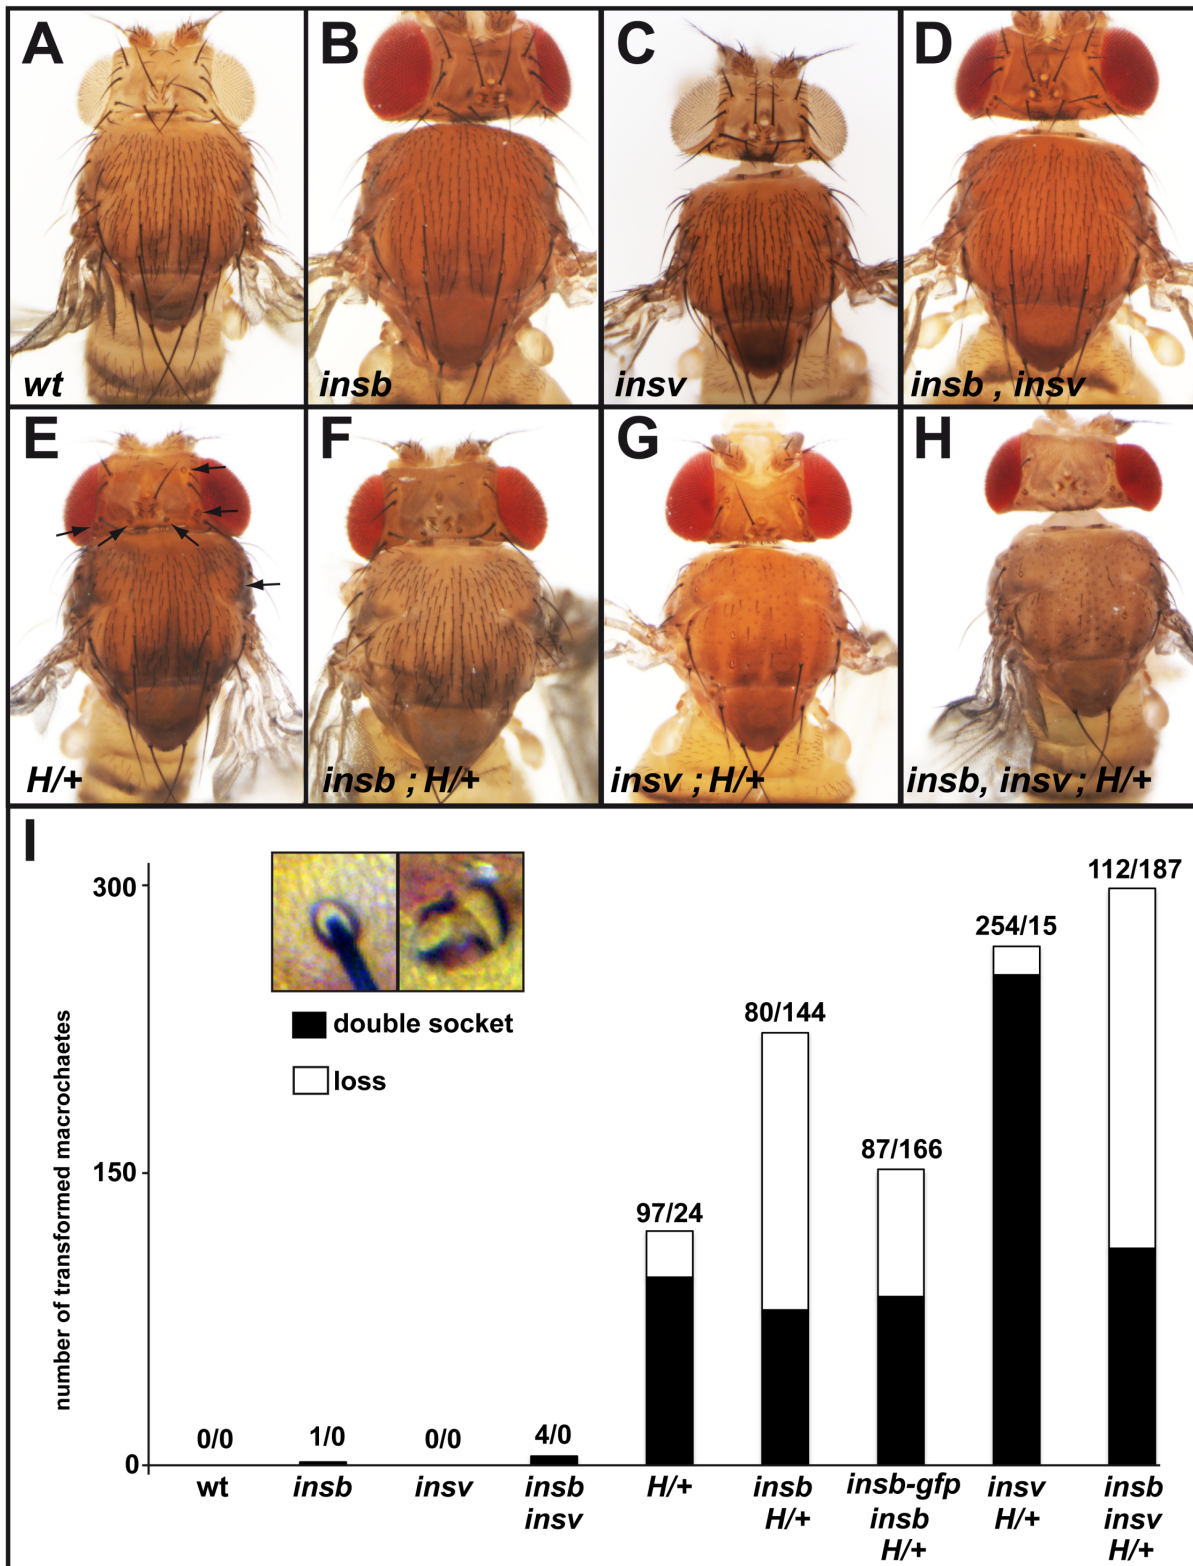 A
B
C
D
wt
insb
insv
insb , insv
E
F
G
H
H/+
insb ; H/+
insv ; H/+
insb, insv ; H/+
I
300
150
0
number of transformed macrochaetes
double socket
loss
0/0
1/0
0/0
4/0
97/24
80/144
87/166
254/15
112/187
wt
insb
insv
insb
insv
H/+
insb
H/+
insb-gfp
insb
H/+
insv
H/+
insb
insv
H/+